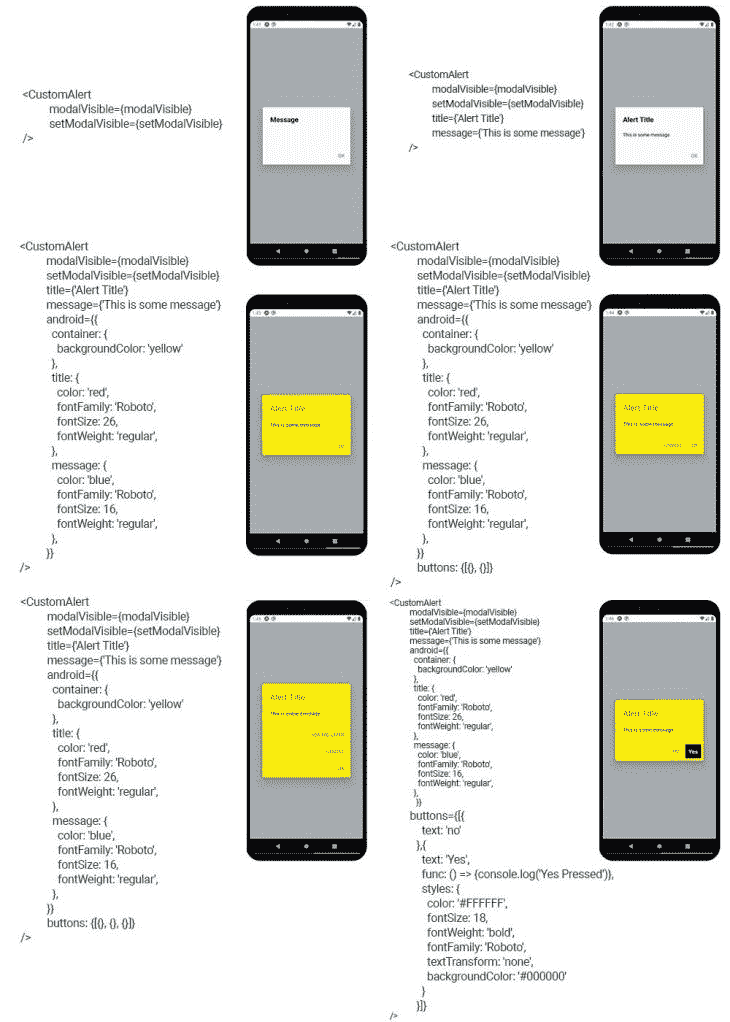 <CustomAlert
modalVisible={modalVisible}
setModalVisible={setModalVisible}
/>
1:41
Message
OK
<CustomAlert
modalVisible={modalVisible}
setModalVisible={setModalVisible}
title={'Alert Title'}
message={'This is some message'}
/>
1:42
Alert Title
This is some message
OK
<CustomAlert
modalVisible={modalVisible}
setModalVisible={setModalVisible}
title={'Alert Title'}
message={'This is some message'}
android={{
container: {
backgroundColor: 'yellow'
},
title: {
color: 'red',
fontFamily: 'Roboto',
fontSize: 26,
fontWeight: 'regular',
},
message: {
color: 'blue',
fontFamily: 'Roboto',
fontSize: 16,
fontWeight: 'regular',
},
}}
/>
Alert Title
This is some message
OK
<CustomAlert
modalVisible={modalVisible}
setModalVisible={setModalVisible}
title={'Alert Title'}
message={'This is some message'}
android={{
container: {
backgroundColor: 'yellow'
},
title: {
color: 'red',
fontFamily: 'Roboto',
fontSize: 26,
fontWeight: 'regular',
},
message: {
color: 'blue',
fontFamily: 'Roboto',
fontSize: 16,
fontWeight: 'regular',
},
}}
buttons: {[{}, {}]}
/>
Alert Title
This is some message
<CustomAlert
modalVisible={modalVisible}
setModalVisible={setModalVisible}
title={'Alert Title'}
message={'This is some message'}
android={{
container: {
backgroundColor: 'yellow'
},
title: {
color: 'red',
fontFamily: 'Roboto',
fontSize: 26,
fontWeight: 'regular',
},
message: {
color: 'blue',
fontFamily: 'Roboto',
fontSize: 16,
fontWeight: 'regular',
},
}}
buttons: {[{}, {}, {}]}
/>
Alert Title
This is some message
<CustomAlert
modalVisible={modalVisible}
setModalVisible={setModalVisible}
title={'Alert Title'}
message={'This is some message'}
android={{
container: {
backgroundColor: 'yellow'
},
title: {
color: 'red',
fontFamily: 'Roboto',
fontSize: 26,
fontWeight: 'regular',
},
message: {
color: 'blue',
fontFamily: 'Roboto',
fontSize: 16,
fontWeight: 'regular',
},
}}
buttons={[{
text: 'no'
},{
text: 'Yes',
func: () => {console.log('Yes Pressed')},
styles: {
color: '#FFFFFF',
fontSize: 18,
fontWeight: 'bold',
fontFamily: 'Roboto',
textTransform: 'none',
backgroundColor: '#000000'
}
}]}
/>
Alert Title
This is some message
Yes